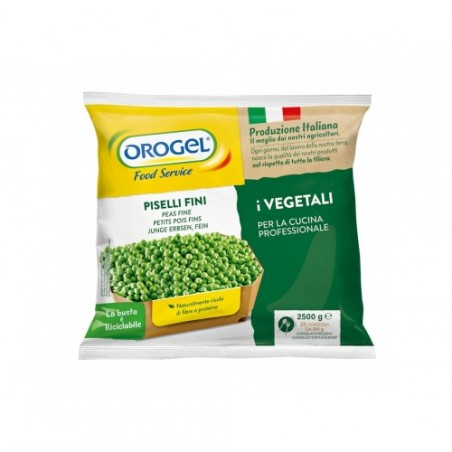 OROGEL®
Food Service
PISELLI FINI
PEAS FINE
PETITS POIS FINS
JUNGE ERBSEN, FEIN
Produzione Italiana
Il meglio dai nostri agricoltori.
Ogni giorno, dal lavoro della nostra terra,
nasce la qualità dei nostri prodotti
nel rispetto di tutta la filiera.
i VEGETALI
PER LA CUCINA
PROFESSIONALE
La busta
è
Riciclabile
Naturalmente ricchi
di fibre e proteine
2500 g ℮